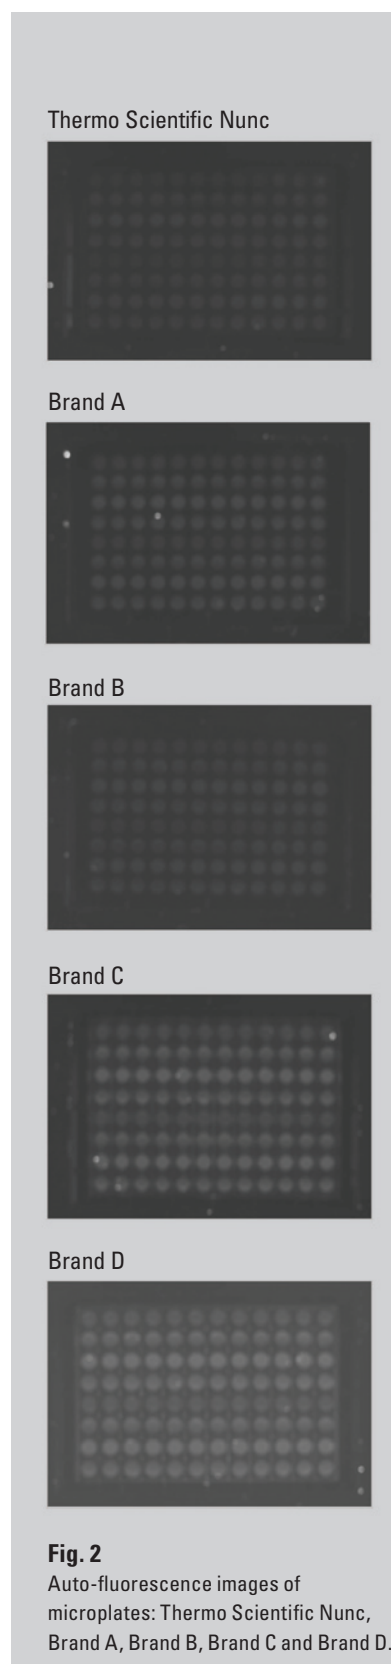 Thermo Scientific Nunc
Brand A
Brand B
Brand C
Brand D
Fig. 2
Auto-fluorescence images of
microplates: Thermo Scientific Nunc,
Brand A, Brand B, Brand C and Brand D.